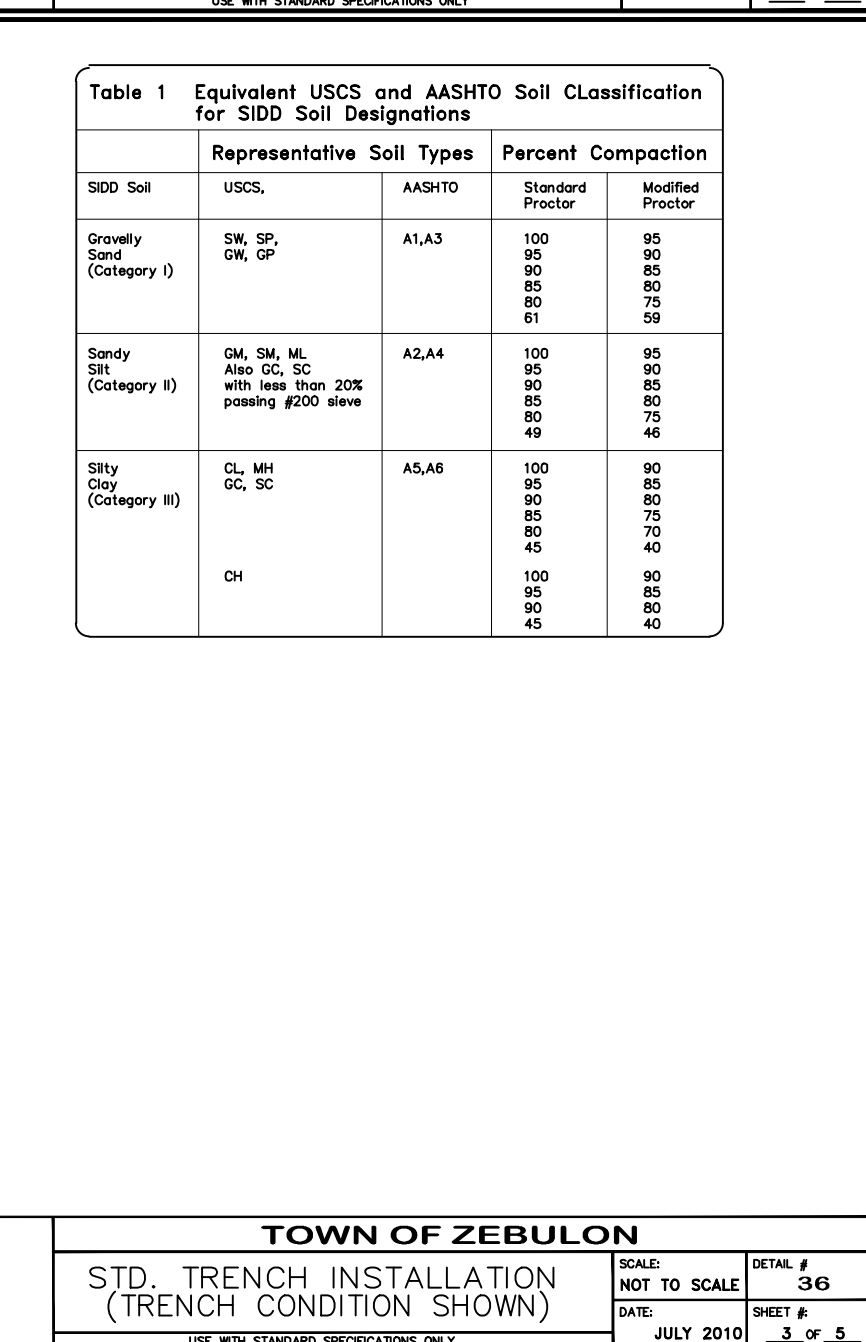 USE WITH STANDARD SPECIFICATIONS ONLY
Table 1 Equivalent USCS and AASHTO Soil CLassification
for SIDD Soil Designations
Representative Soil Types Percent Compaction
SIDD Soil USCS, AASHTO Standard Modified
Proctor Proctor
Gravelly SW, SP, A1,A3 100 95
Sand GW, GP 95 90
(Category I) 90 85
85 80
80 75
61 59
Sandy GM, SM, ML A2,A4 100 95
Silt Also GC, SC 95 90
(Category II) with less than 20% 90 85
passing #200 sieve 85 80
80 75
49 46
Silty CL, MH A5,A6 100 90
Clay GC, SC 95 85
(Category III) 90 80
85 75
80 70
45 40
CH 100 90
95 85
90 80
45 40
TOWN OF ZEBULON
STD. TRENCH INSTALLATION
(TRENCH CONDITION SHOWN)
SCALE: DETAIL #
NOT TO SCALE 36
DATE: SHEET #:
JULY 2010 3 OF 5
USE WITH STANDARD SPECIFICATIONS ONLY